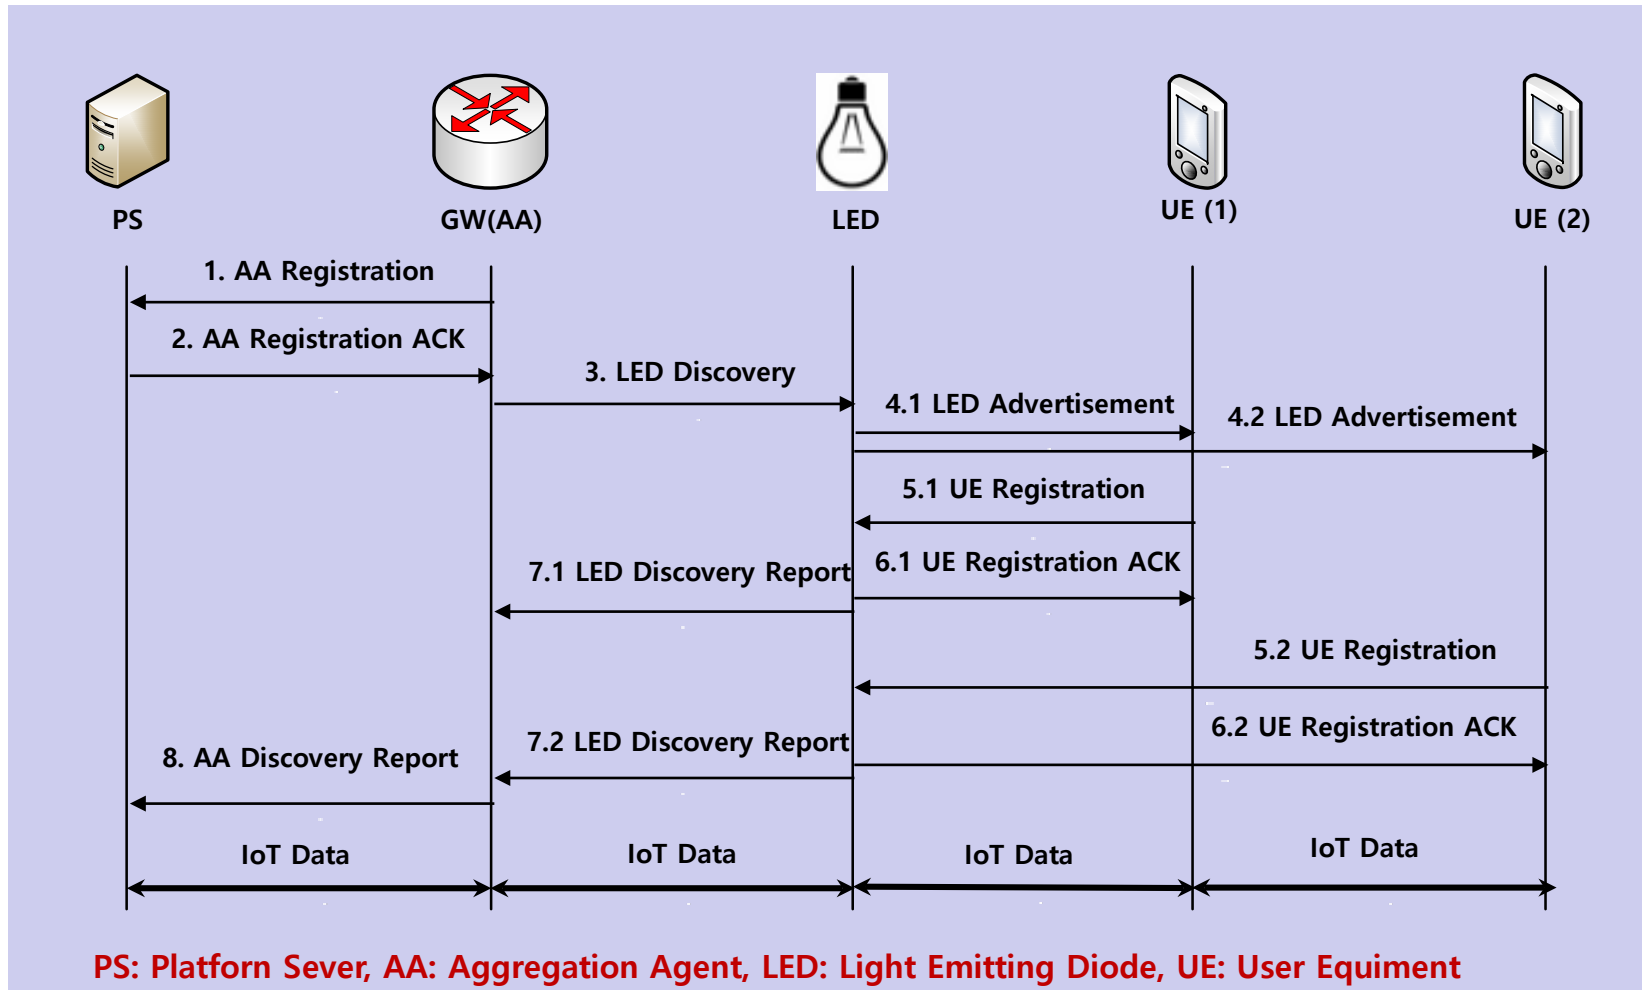 PS
GW(AA)
LED
UE (1)
UE (2)
1. AA Registration
2. AA Registration ACK
3. LED Discovery
4.1 LED Advertisement
4.2 LED Advertisement
5.1 UE Registration
6.1 UE Registration ACK
7.1 LED Discovery Report
5.2 UE Registration
6.2 UE Registration ACK
7.2 LED Discovery Report
8. AA Discovery Report
IoT Data
IoT Data
IoT Data
IoT Data
PS: Platforn Sever, AA: Aggregation Agent, LED: Light Emitting Diode, UE: User Equiment